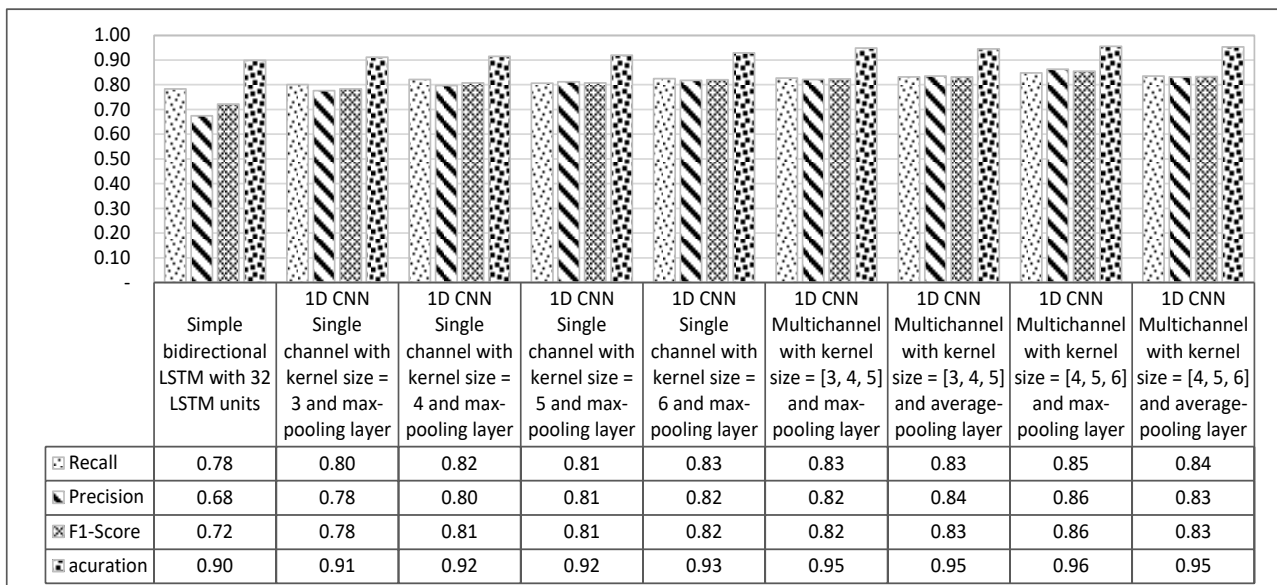 1.00
0.90
0.80
0.70
0.60
0.50
0.40
0.30
0.20
0.10
-
Simple
bidirectional
LSTM with 32
LSTM units
1D CNN
Single
channel with
kernel size =
3 and max-
pooling layer
1D CNN
Single
channel with
kernel size =
4 and max-
pooling layer
1D CNN
Single
channel with
kernel size =
5 and max-
pooling layer
1D CNN
Single
channel with
kernel size =
6 and max-
pooling layer
1D CNN
Multichannel
with kernel
size = [3, 4, 5]
and max-
pooling layer
1D CNN
Multichannel
with kernel
size = [3, 4, 5]
and average-
pooling layer
1D CNN
Multichannel
with kernel
size = [4, 5, 6]
and max-
pooling layer
1D CNN
Multichannel
with kernel
size = [4, 5, 6]
and average-
pooling layer
Recall 0.78 0.80 0.82 0.81 0.83 0.83 0.83 0.85 0.84
Precision 0.68 0.78 0.80 0.81 0.82 0.82 0.84 0.86 0.83
F1-Score 0.72 0.78 0.81 0.81 0.82 0.82 0.83 0.86 0.83
acuration 0.90 0.91 0.92 0.92 0.93 0.95 0.95 0.96 0.95